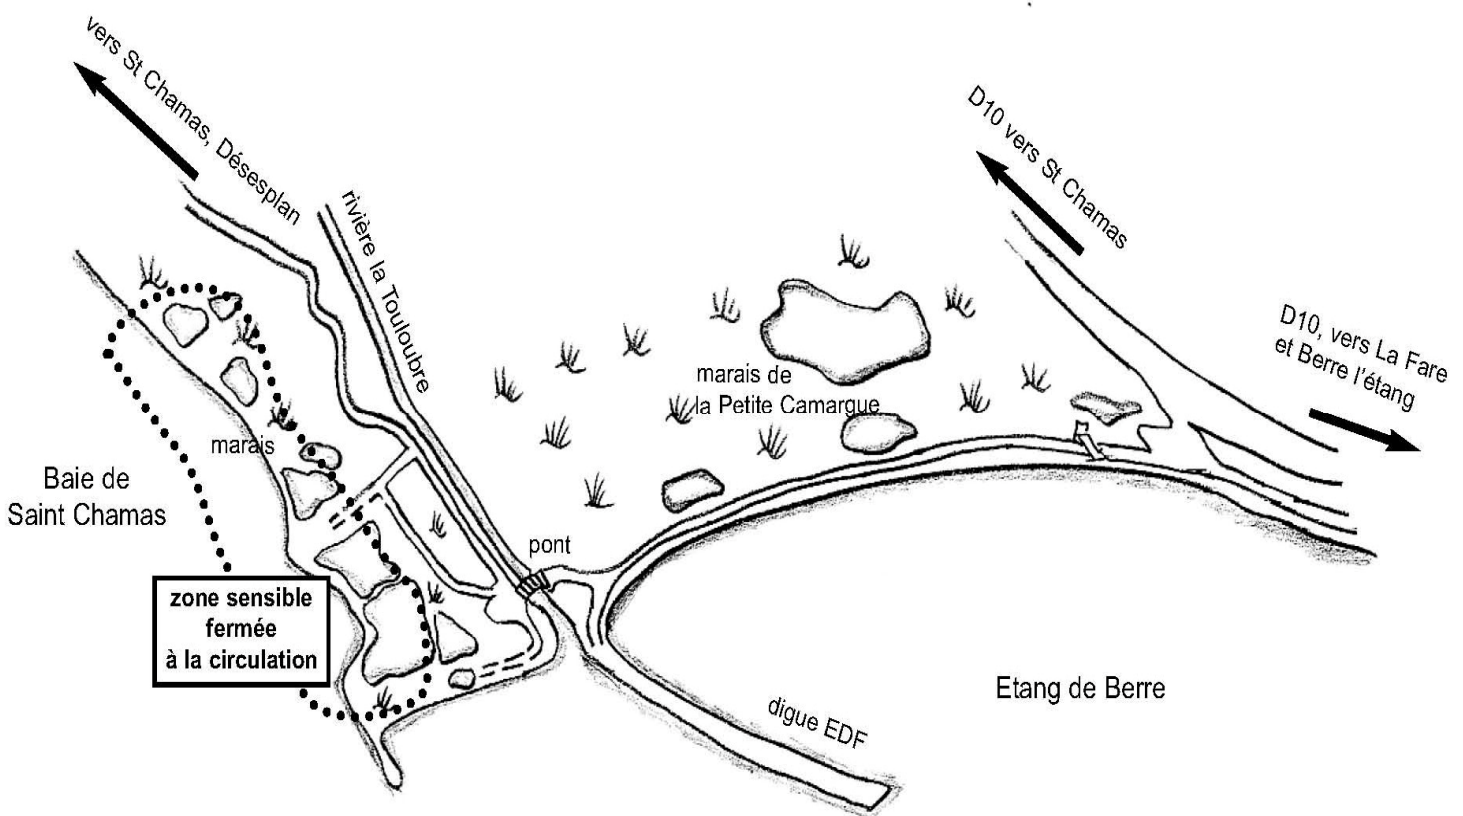 vers St Chamas, Désesplan
rivière la Touloubre
D10 vers St Chamas
D10, vers La Fare
et Berre l'étang
marais de
la Petite Camargue
marais
Baie de
Saint Chamas
pont
zone sensible
fermée
à la circulation
Etang de Berre
digue EDF